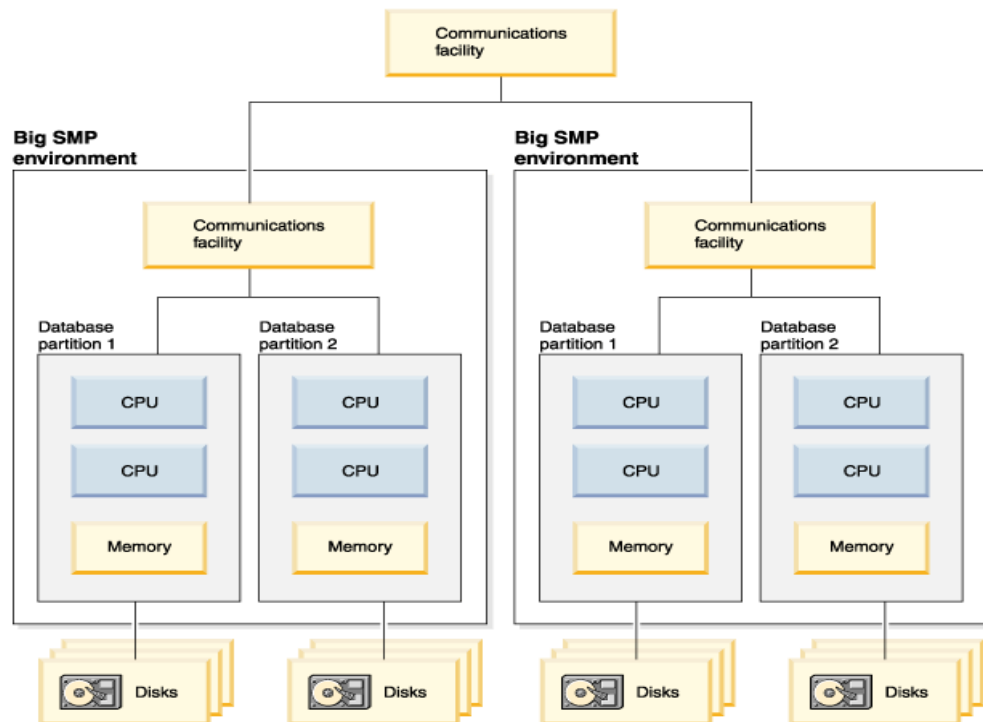 Communications
facility
Big SMP
environment
Big SMP
environment
Communications
facility
Communications
facility
Database
partition 1
Database
partition 2
Database
partition 1
Database
partition 2
CPU
CPU
CPU
CPU
CPU
CPU
CPU
CPU
Memory
Memory
Memory
Memory
Disks
Disks
Disks
Disks